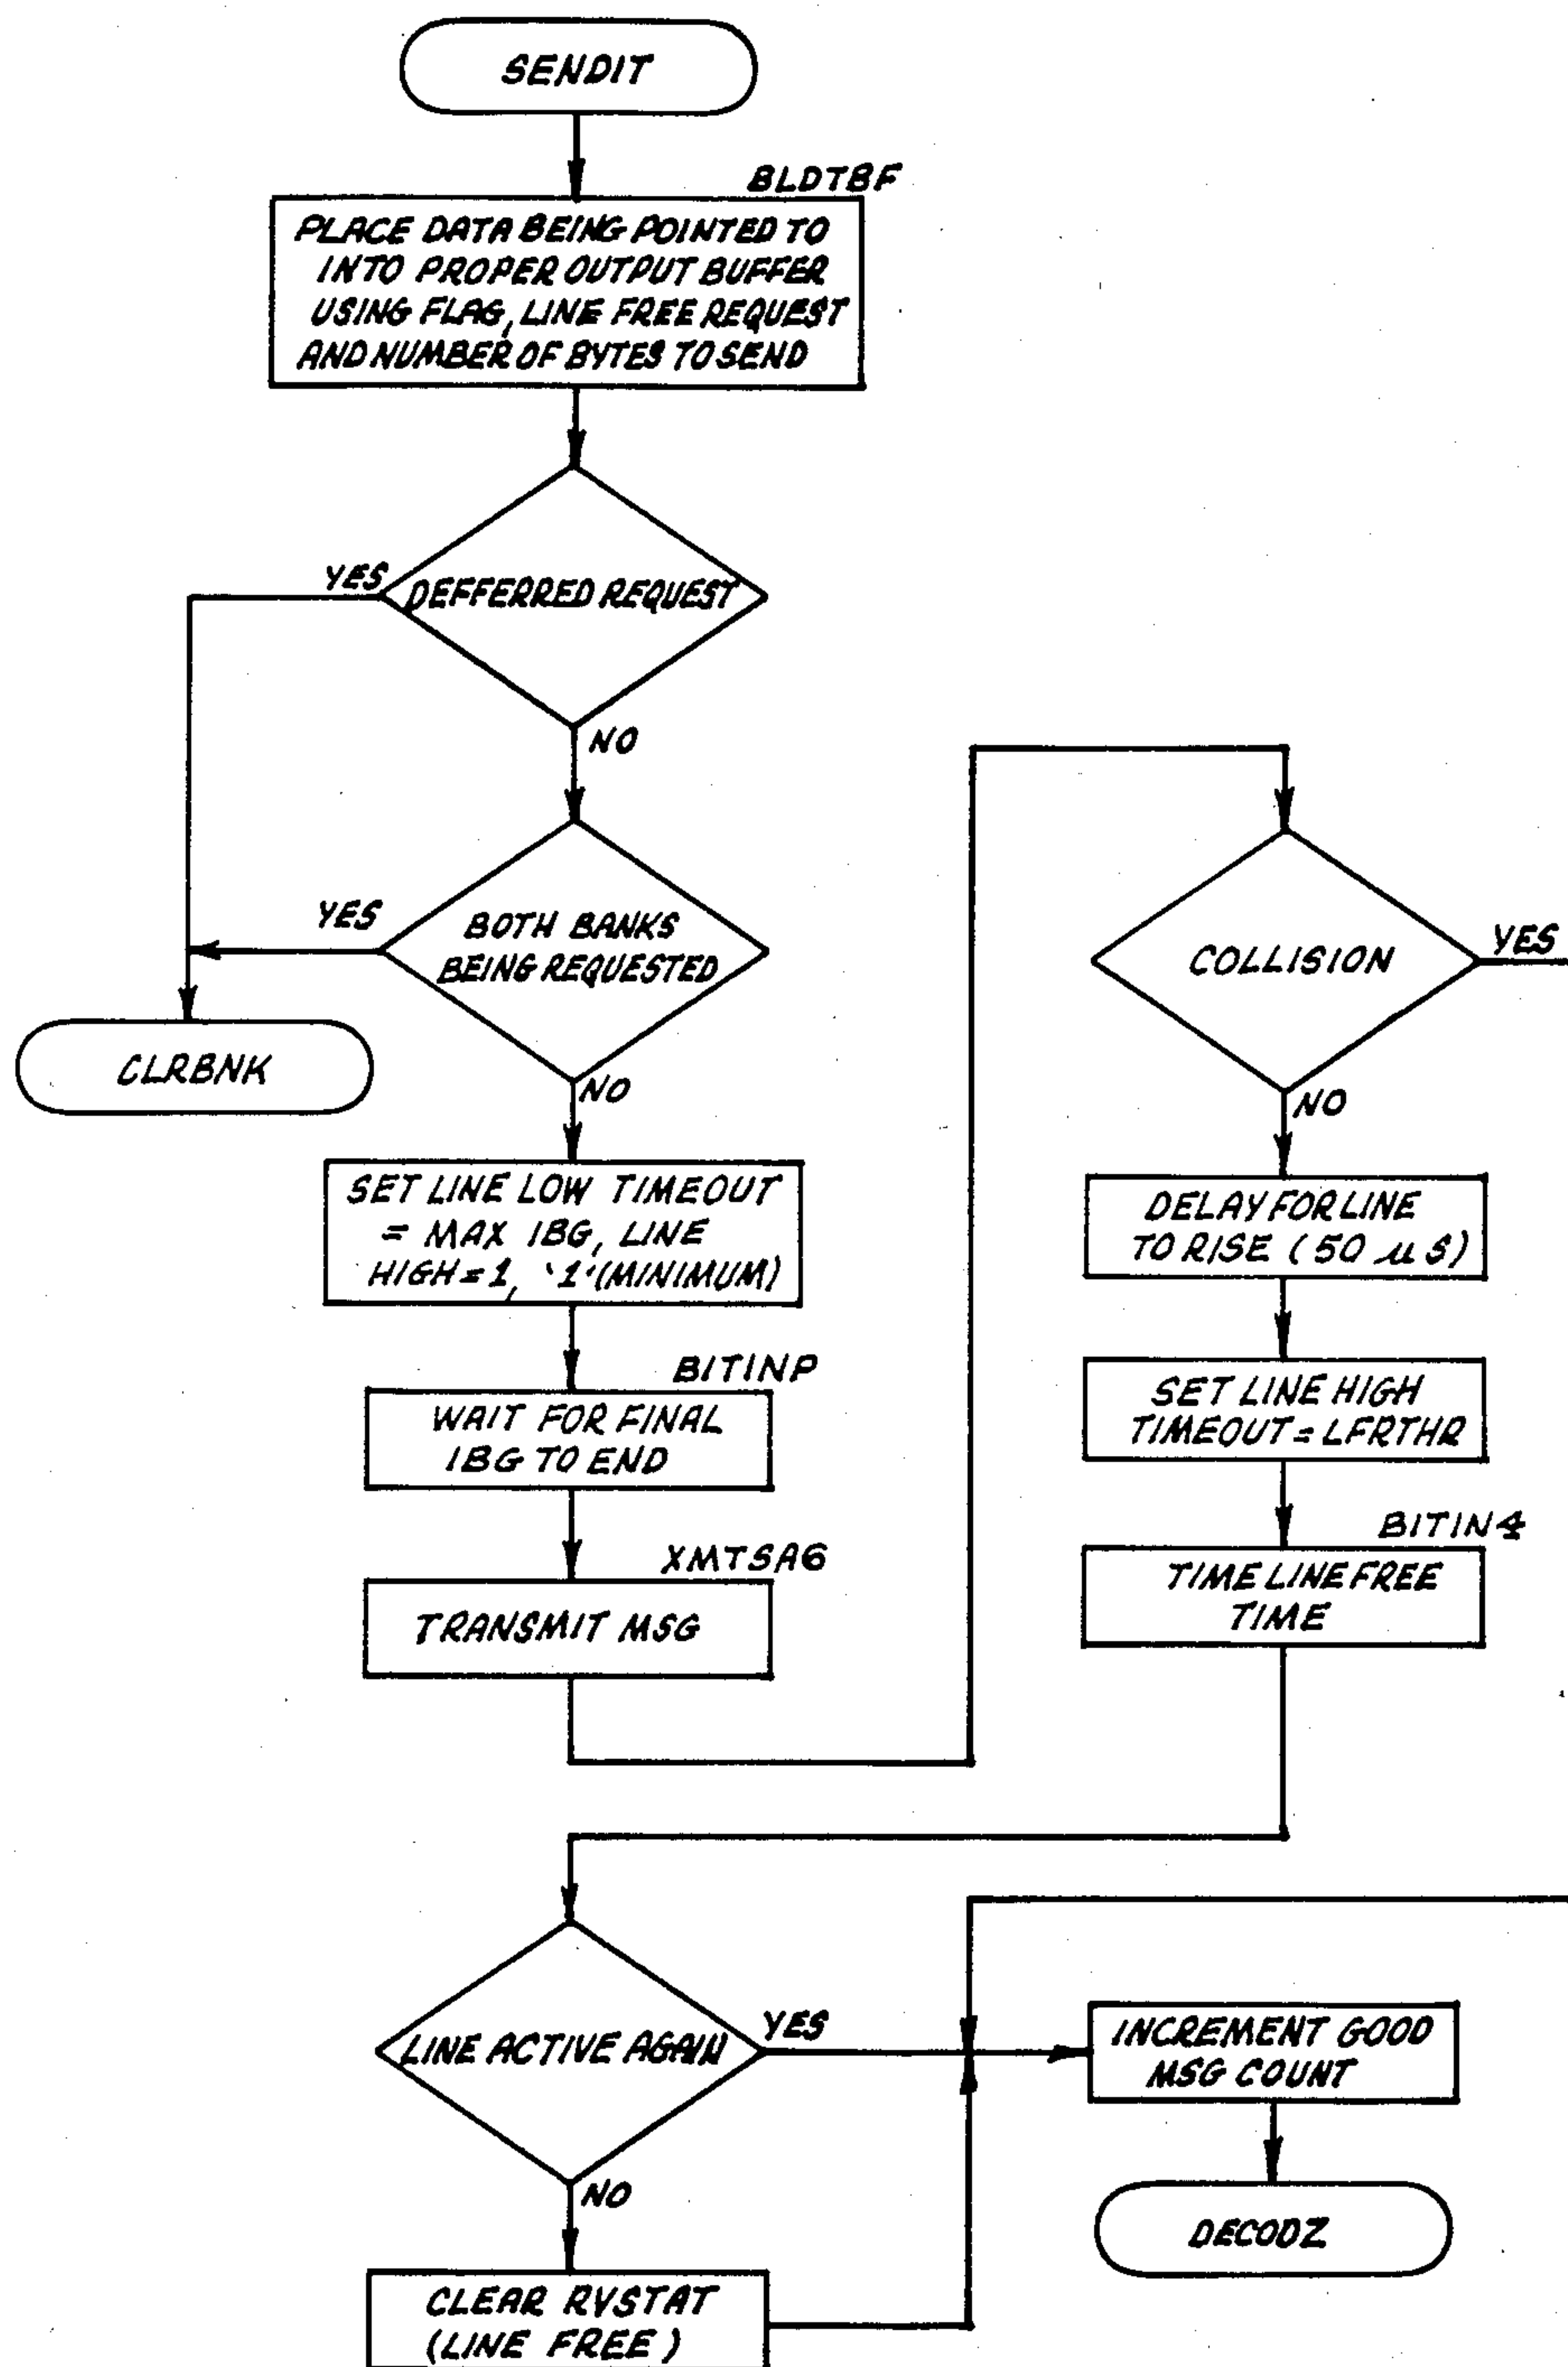 SENDIT
BLDTBF
PLACE DATA BEING POINTED TO
INTO PROPER OUTPUT BUFFER
USING FLAG, LINE FREE REQUEST
AND NUMBER OF BYTES TO SEND
YES
DEFFERRED REQUEST
NO
YES
BOTH BANKS
BEING REQUESTED
CLRBNK
NO
SET LINE LOW TIMEOUT
= MAX IBG, LINE
HIGH=1, '1'(MINIMUM)
BITINP
WAIT FOR FINAL
IBG TO END
XMTSA6
TRANSMIT MSG
COLLISION
YES
NO
DELAY FOR LINE
TO RISE (50 μS)
SET LINE HIGH
TIMEOUT=LFRTHR
BITIN4
TIME LINE FREE
TIME
LINE ACTIVE AGAIN
YES
NO
CLEAR RVSTAT
(LINE FREE)
INCREMENT GOOD
MSG COUNT
DECODZ